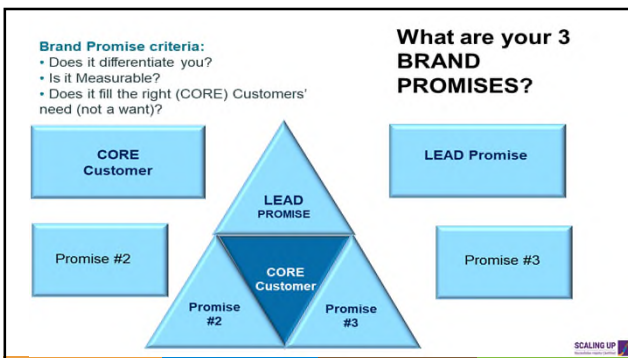 Brand Promise criteria:
• Does it differentiate you?
• Is it Measurable?
• Does it fill the right (CORE) Customers'
need (not a want)?
What are your 3
BRAND
PROMISES?
CORE
Customer
LEAD Promise
LEAD
PROMISE
Promise #2
CORE
Customer
Promise #3
Promise
#2
Promise
#3
SCALING UP